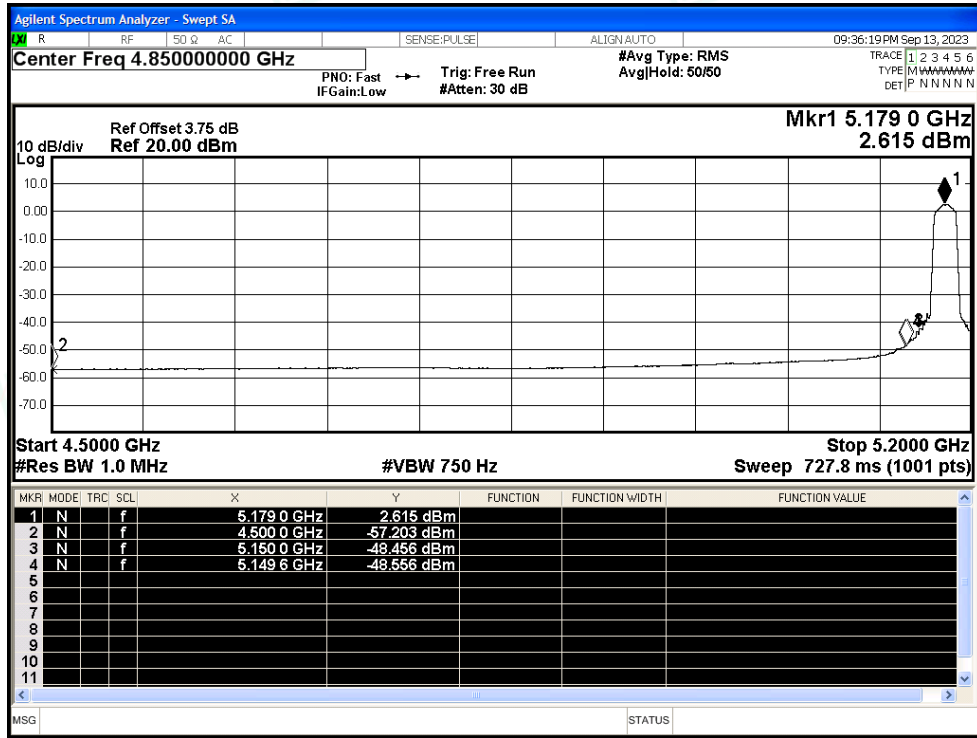 Agilent Spectrum Analyzer - Swept SA
LXI R RF 50 Ω AC SENSE:PULSE ALIGN AUTO 09:36:19 PM Sep 13, 2023
Center Freq 4.850000000 GHz
PNO: Fast Trig: Free Run #Avg Type: RMS TRACE 1 2 3 4 5 6
IFGain:Low #Atten: 30 dB Avg|Hold: 50/50 TYPE M
DET P N N N N N
Mkr1 5.179 0 GHz
2.615 dBm
Ref Offset 3.75 dB
10 dB/div Ref 20.00 dBm
Log
10.0
0.00
-10.0
-20.0
-30.0
-40.0
-50.0
-60.0
-70.0
1
2
Start 4.5000 GHz Stop 5.2000 GHz
#Res BW 1.0 MHz #VBW 750 Hz Sweep 727.8 ms (1001 pts)
MKR MODE TRC SCL X Y FUNCTION FUNCTION WIDTH FUNCTION VALUE
1 N f 5.179 0 GHz 2.615 dBm
2 N f 4.500 0 GHz -57.203 dBm
3 N f 5.150 0 GHz -48.456 dBm
4 N f 5.149 6 GHz -48.556 dBm
5
6
7
8
9
10
11
MSG STATUS